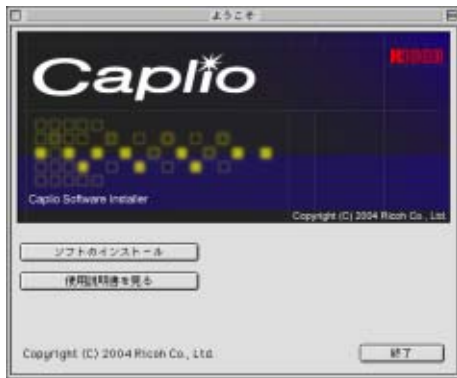 ようこそ
Caplio
RICOH
Caplio Software Installer
Copyright (C) 2004 Ricoh Co., Ltd.
ソフトのインストール
使用説明書を見る
Copyright (C) 2004 Ricoh Co., Ltd.
終了